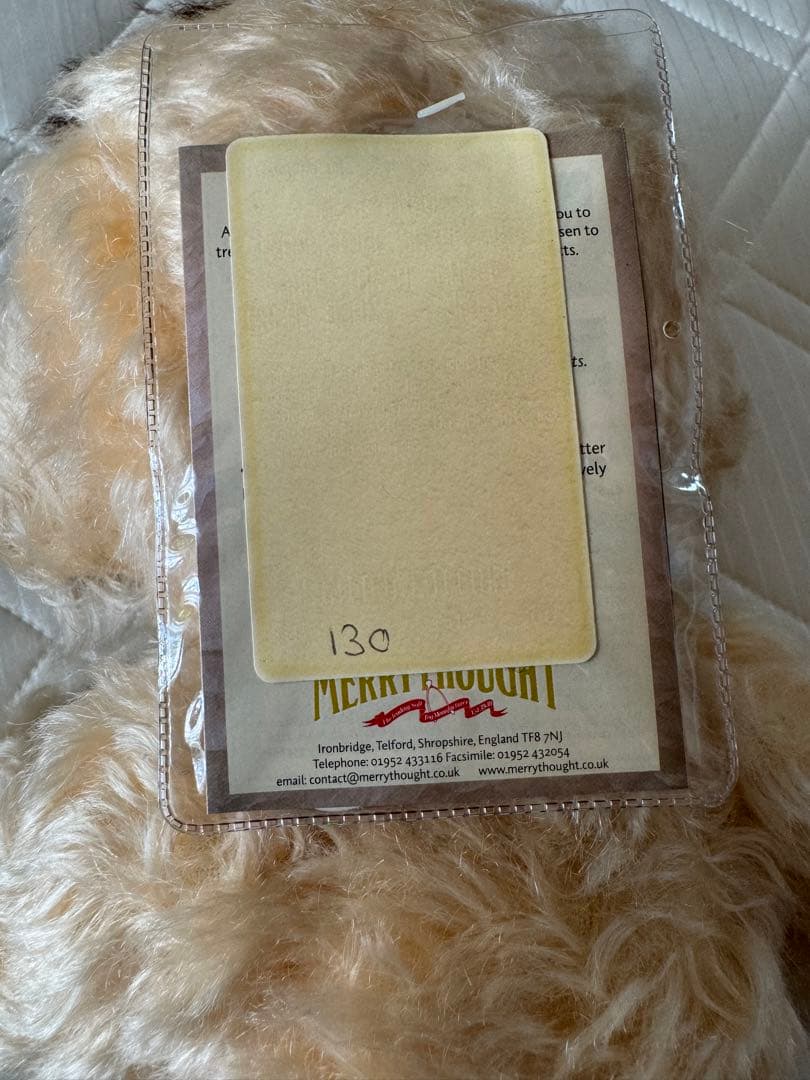 ou to
A sen to
tre ts.
ts.
tter
vely
130
MERRYTHOUGHT
Ironbridge, Telford, Shropshire, England TF8 7NJ
Telephone: 01952 433116 Facsimile: 01952 432054
email: contact@merrythought.co.uk www.merrythought.co.uk